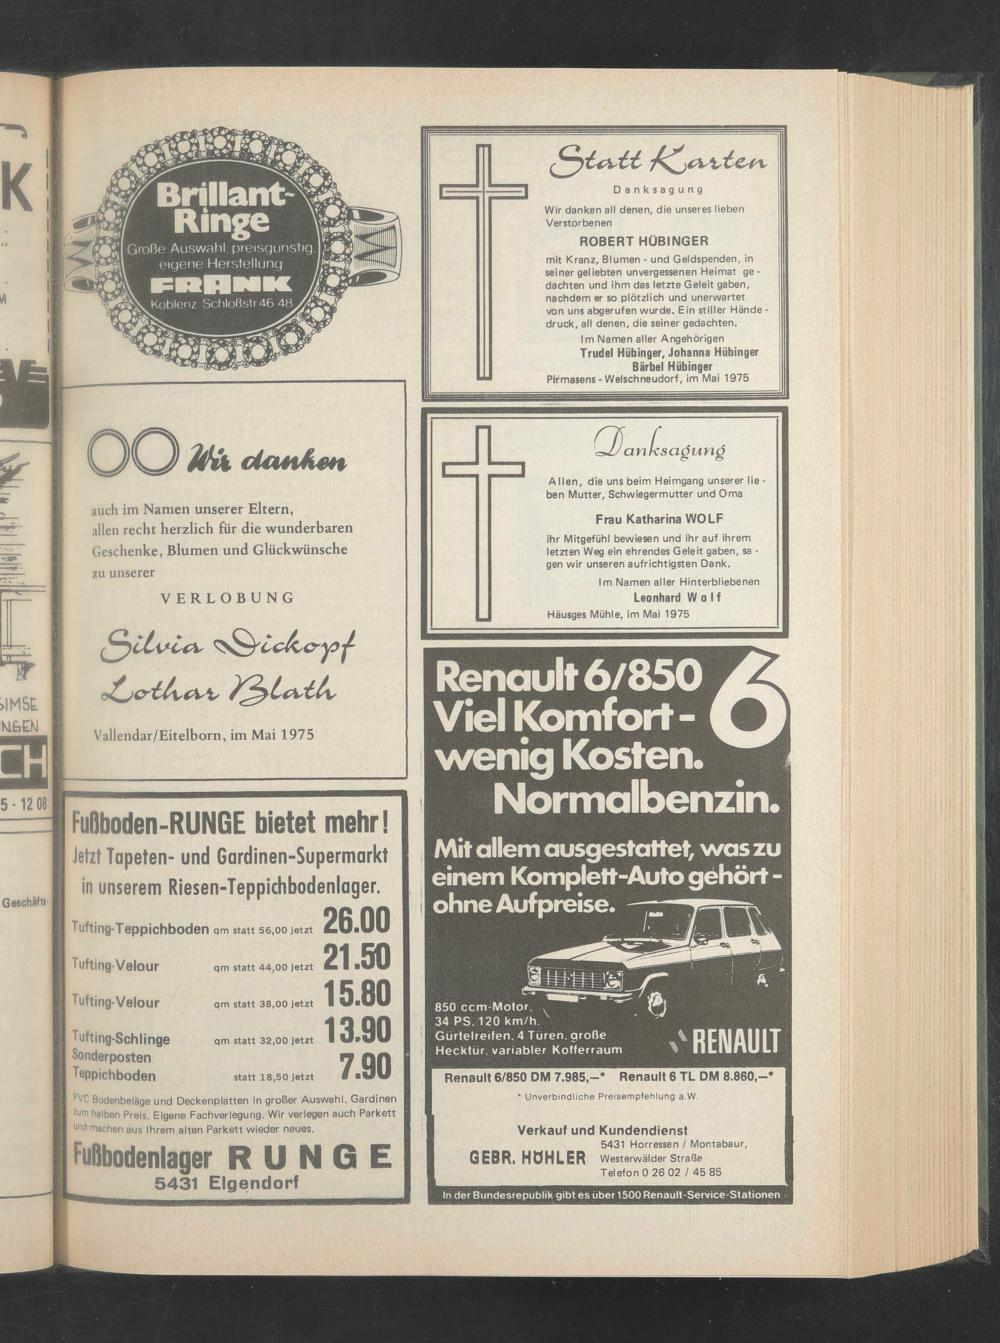 K
M
SIMSE
NGEN
CH
5 - 12 08
Geschäfts-
Brillant-
Ringe
Große Auswahl, preisgünstig,
eigene Herstellung
FRANK
Koblenz Schloßstr 46 48
Wir danken
auch im Namen unserer Eltern,
allen recht herzlich für die wunderbaren
Geschenke, Blumen und Glückwünsche
zu unserer
VERLOBUNG
Silvia Dickopf
Lothar Blath
Vallendar/Eitelborn, im Mai 1975
Fußboden-RUNGE bietet mehr!
Jetzt Tapeten- und Gardinen-Supermarkt
in unserem Riesen-Teppichbodenlager.
Tufting-Teppichboden qm statt 56,00 jetzt 26.00
Tufting-Velour qm statt 44,00 jetzt 21.50
Tufting-Velour qm statt 38,00 jetzt 15.80
Tufting-Schlinge qm statt 32,00 jetzt 13.90
Sonderposten
Teppichboden statt 18,50 jetzt 7.90
PVC Bodenbeläge und Deckenplatten in großer Auswahl. Gardinen
zum halben Preis. Eigene Fachverlegung. Wir verlegen auch Parkett
und machen aus Ihrem alten Parkett wieder neues.
Fußbodenlager RUNGE
5431 Elgendorf
Statt Karten
Danksagung
Wir danken all denen, die unseres lieben
Verstorbenen
ROBERT HÜBINGER
mit Kranz, Blumen - und Geldspenden, in
seiner geliebten unvergessenen Heimat ge -
dachten und ihm das letzte Geleit gaben,
nachdem er so plötzlich und unerwartet
von uns abgerufen wurde. Ein stiller Hände -
druck, all denen, die seiner gedachten.
Im Namen aller Angehörigen
Trudel Hübinger, Johanna Hübinger
Bärbel Hübinger
Pirmasens - Welschneudorf, im Mai 1975
Danksagung
Allen, die uns beim Heimgang unserer lie -
ben Mutter, Schwiegermutter und Oma
Frau Katharina WOLF
ihr Mitgefühl bewiesen und ihr auf ihrem
letzten Weg ein ehrendes Geleit gaben, sa -
gen wir unseren aufrichtigsten Dank.
Im Namen aller Hinterbliebenen
Leonhard Wolf
Häusges Mühle, im Mai 1975
Renault 6/850 6
Viel Komfort -
wenig Kosten.
Normalbenzin.
Mit allem ausgestattet, was zu
einem Komplett-Auto gehört -
ohne Aufpreise.
850 ccm-Motor,
34 PS, 120 km/h.
Gürtelreifen, 4 Türen, große
Hecktür, variabler Kofferraum
RENAULT
Renault 6/850 DM 7.985,—* Renault 6 TL DM 8.860,—*
* Unverbindliche Preisempfehlung a.W.
Verkauf und Kundendienst
GEBR. HÖHLER
5431 Horressen / Montabaur,
Westerwälder Straße
Telefon 0 26 02 / 45 85
In der Bundesrepublik gibt es über 1500 Renault-Service-Stationen